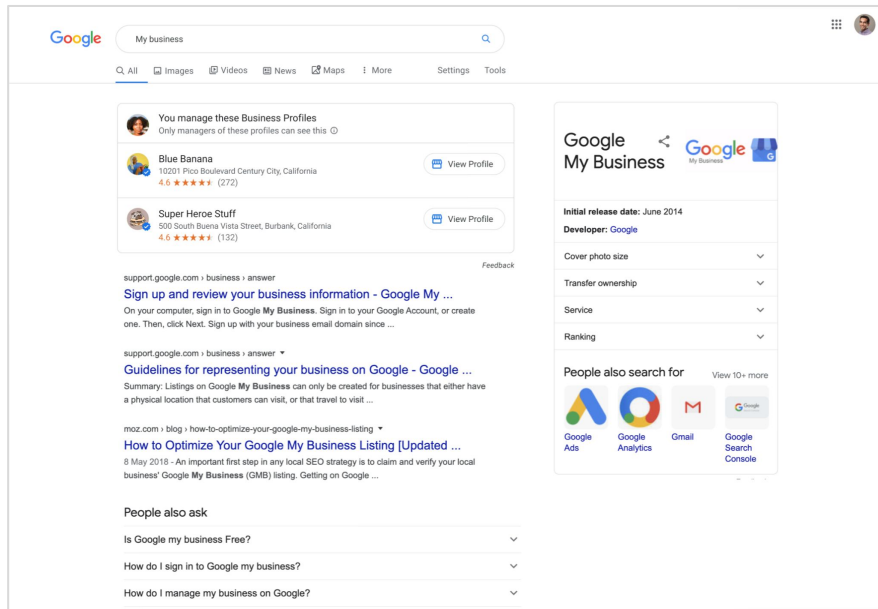 Google
My business
All
Images
Videos
News
Maps
More
Settings
Tools
You manage these Business Profiles
Only managers of these profiles can see this
Blue Banana
10201 Pico Boulevard Century City, California
4.6 ★★★★ (272)
View Profile
Super Heroe Stuff
500 South Buena Vista Street, Burbank, California
4.6 ★★★★ (132)
View Profile
Feedback
support.google.com › business › answer
Sign up and review your business information - Google My ...
On your computer, sign in to Google My Business. Sign in to your Google Account, or create
one. Then, click Next. Sign up with your business email domain since ...
support.google.com › business › answer
Guidelines for representing your business on Google - Google ...
Summary: Listings on Google My Business can only be created for businesses that either have
a physical location that customers can visit, or that travel to visit ...
moz.com › blog › how-to-optimize-your-google-my-business-listing
How to Optimize Your Google My Business Listing [Updated ...
8 May 2018 - An important first step in any local SEO strategy is to claim and verify your local
business' Google My Business (GMB) listing. Getting on Google ...
People also ask
Is Google my business Free?
How do I sign in to Google my business?
How do I manage my business on Google?
Google
My Business
Google
My Business
G
Initial release date: June 2014
Developer: Google
Cover photo size
Transfer ownership
Service
Ranking
People also search for
View 10+ more
Google
Google
Ads
Google
Analytics
Gmail
Google
Search
Console